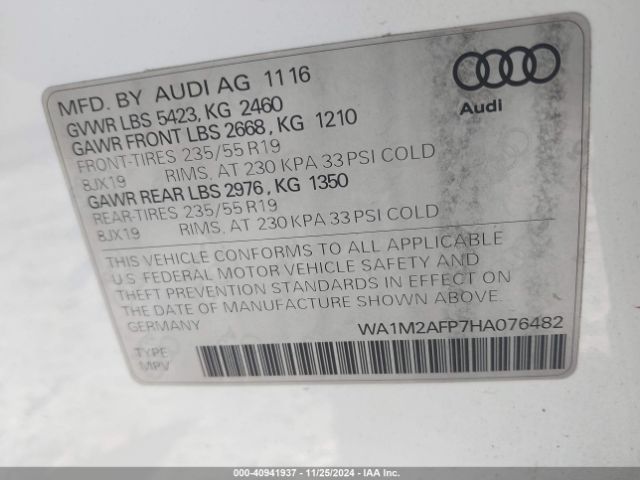 MFD. BY AUDI AG 1116
GVWR LBS 5423, KG 2460
GAWR FRONT LBS 2668, KG 1210
FRONT-TIRES 235/55 R19
8JX19 RIMS, AT 230 KPA 33 PSI COLD
GAWR REAR LBS 2976, KG 1350
REAR-TIRES 235/55 R19
8JX19 RIMS, AT 230 KPA 33 PSI COLD
Audi
THIS VEHICLE CONFORMS TO ALL APPLICABLE
U.S. FEDERAL MOTOR VEHICLE SAFETY AND
THEFT PREVENTION STANDARDS IN EFFECT ON
THE DATE OF MANUFACTURE SHOWN ABOVE.
GERMANY
WA1M2AFP7HA076482
TYPE
MPV
000-40941937 - 11/25/2024 - IAA Inc.